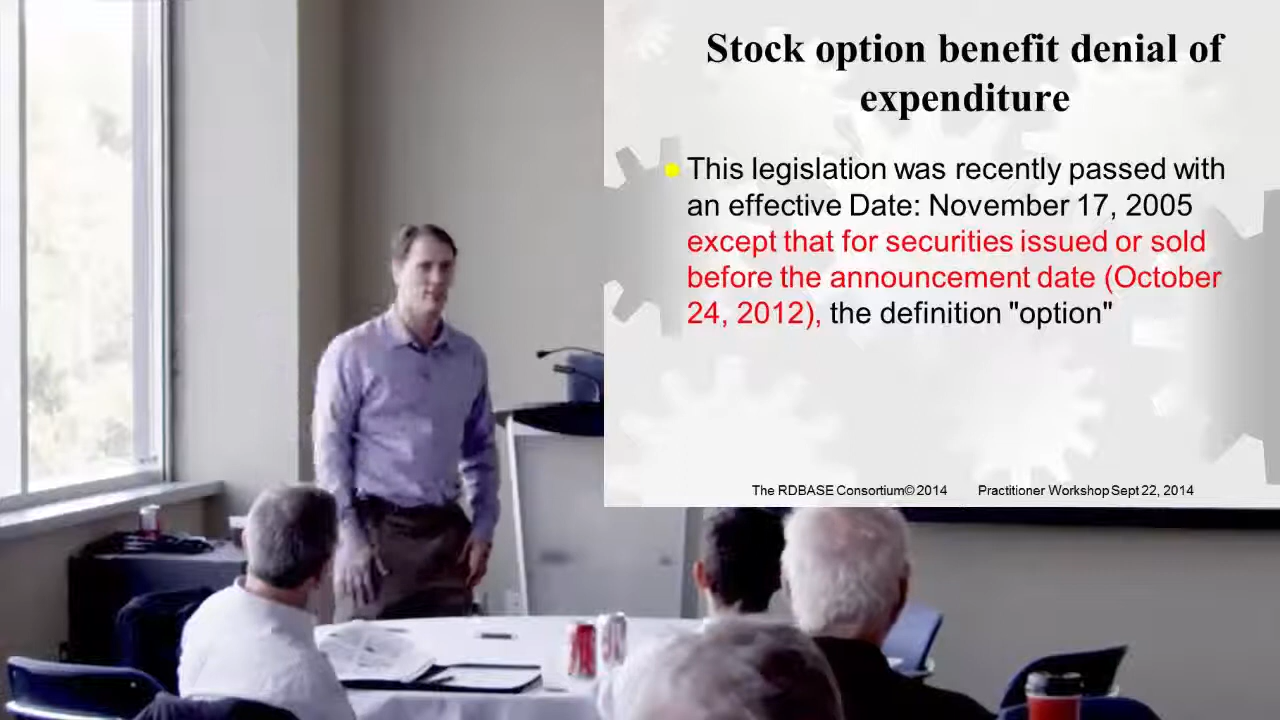 Stock option benefit denial of
expenditure
This legislation was recently passed with
an effective Date: November 17, 2005
except that for securities issued or sold
before the announcement date (October
24, 2012), the definition "option"
The RDBASE Consortium© 2014 Practitioner Workshop Sept 22, 2014